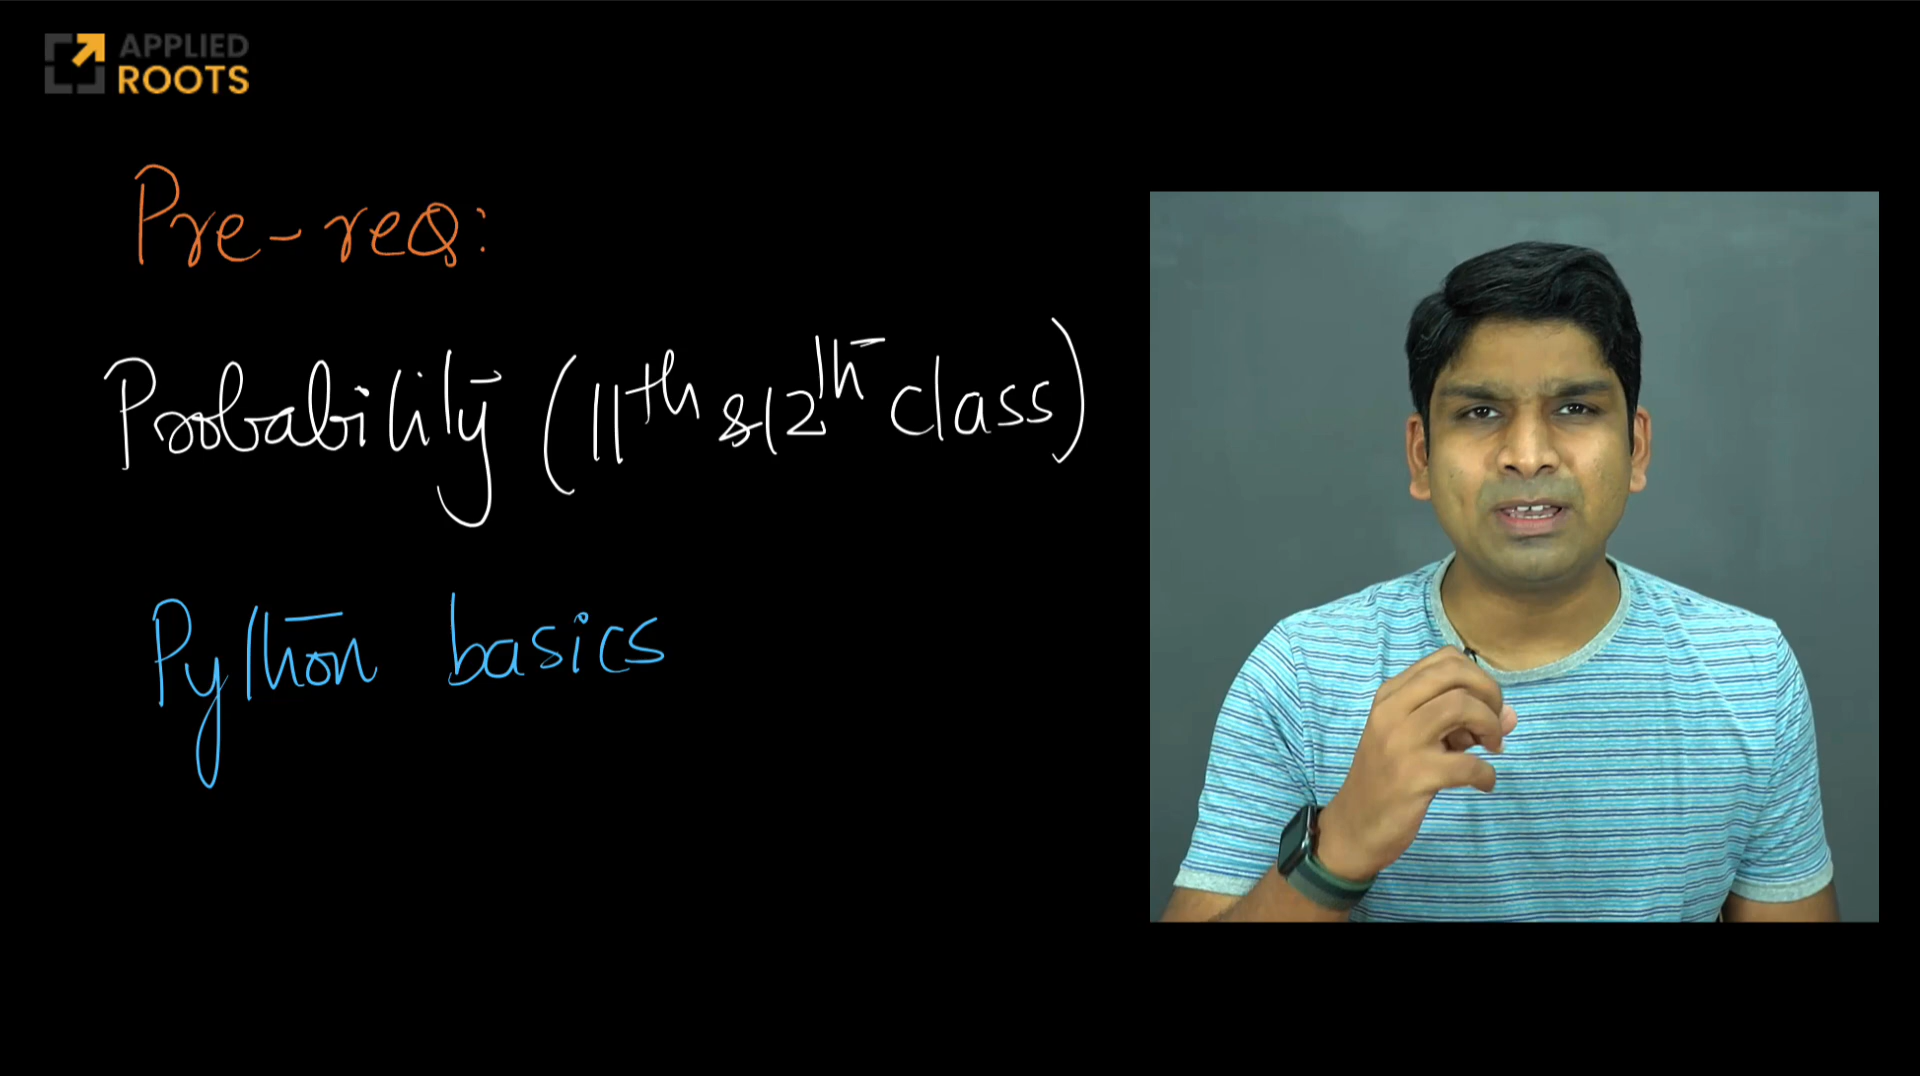 APPLIED
ROOTS
Pre-req:
Probability (11th & 12th class)
Python basics